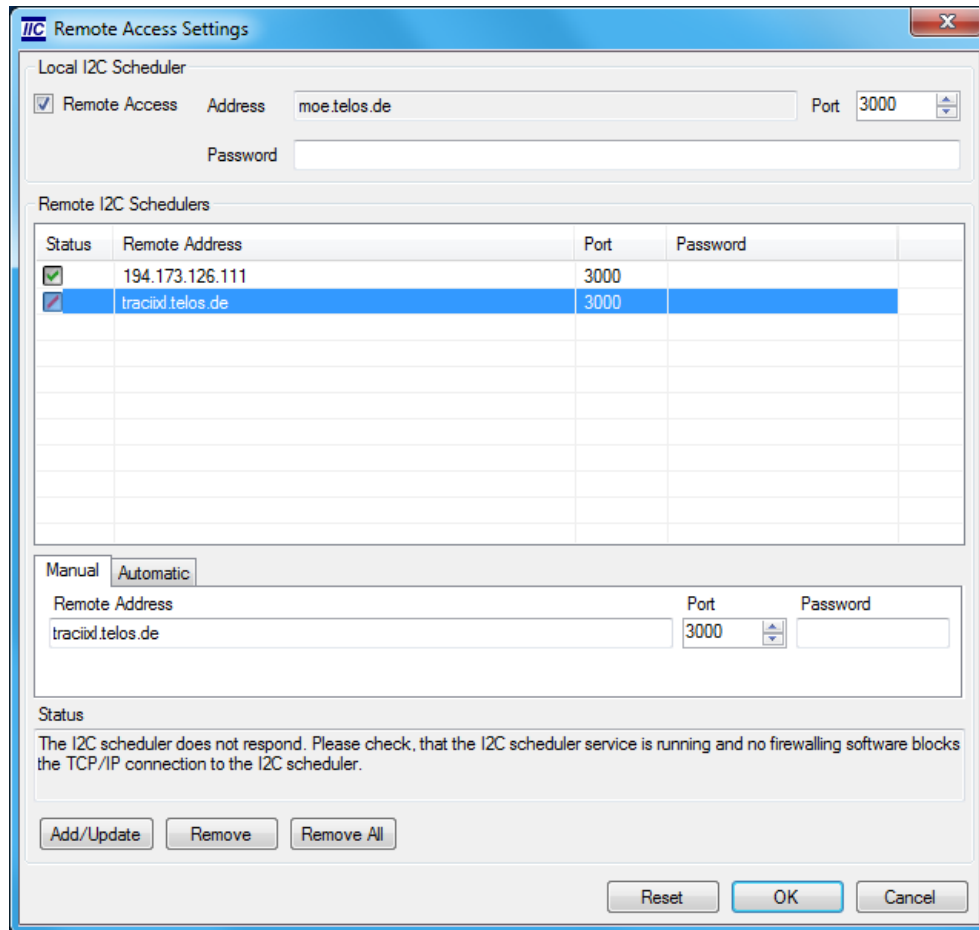 IIC Remote Access Settings
Local I2C Scheduler
Remote Access Address moe.telos.de Port 3000
Password
Remote I2C Schedulers
Status Remote Address Port Password
194.173.126.111 3000
traciixl.telos.de 3000
Manual Automatic
Remote Address Port Password
traciixl.telos.de 3000
Status
The I2C scheduler does not respond. Please check, that the I2C scheduler service is running and no firewalling software blocks
the TCP/IP connection to the I2C scheduler.
Add/Update Remove Remove All
Reset OK Cancel